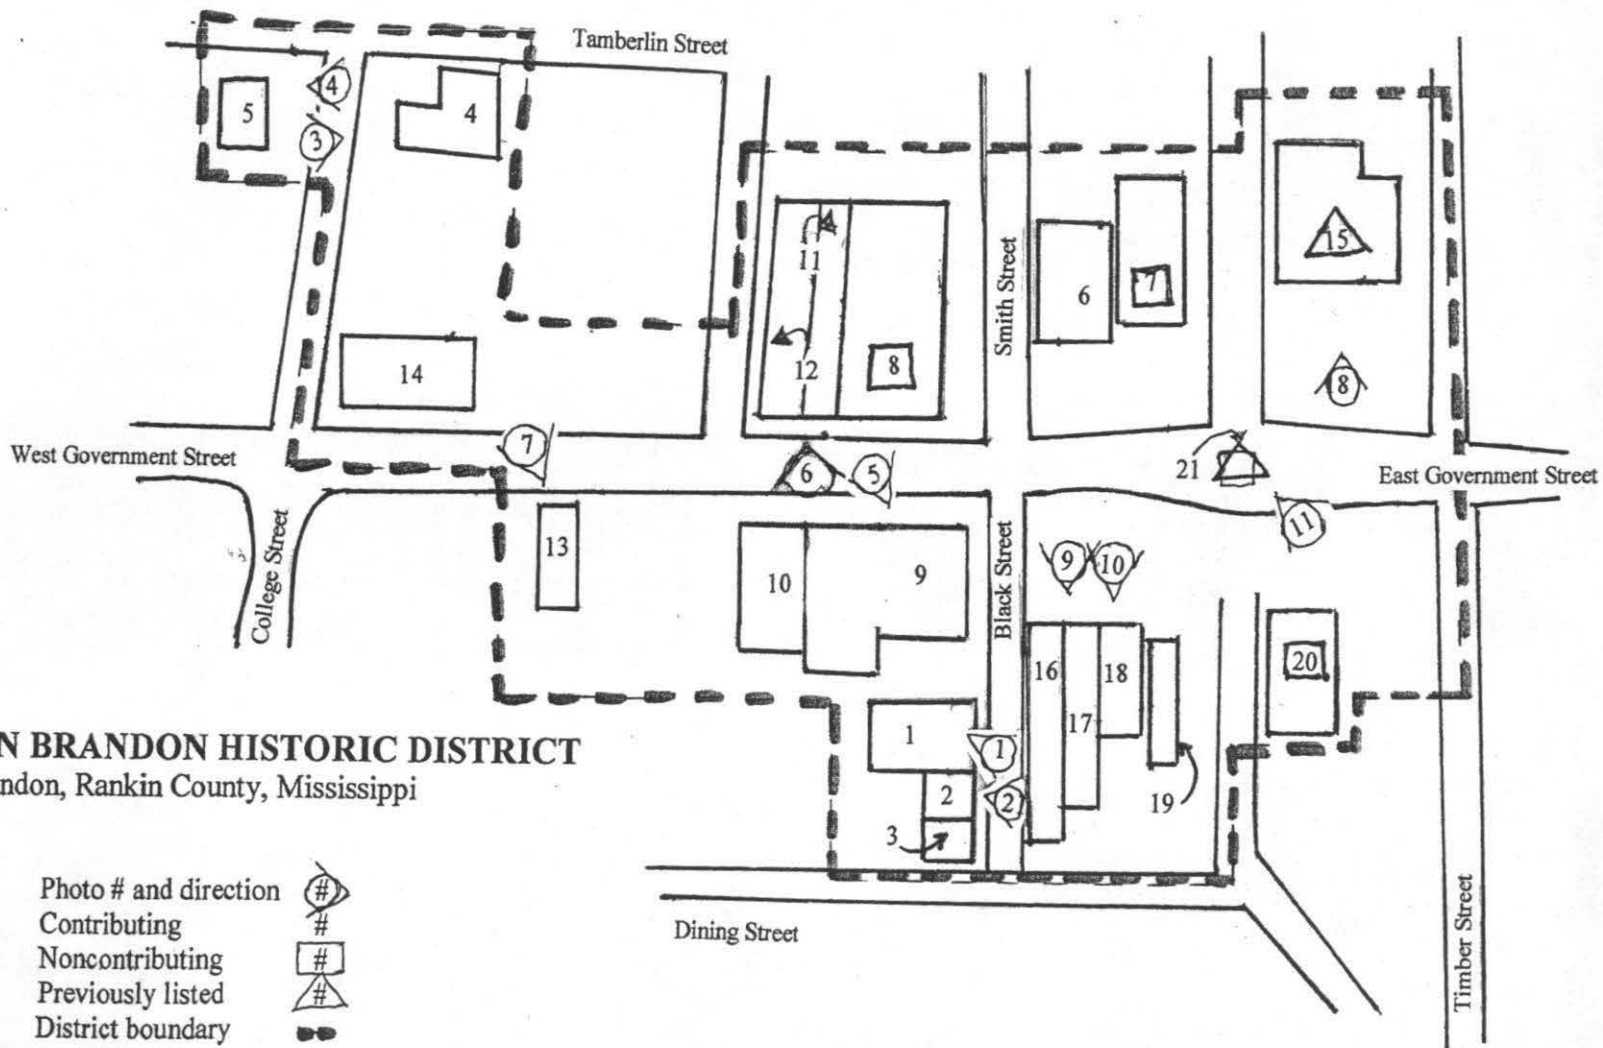 Tamberlin Street
4
5
4
3
11
15
Smith Street
6
7
12
8
14
8
West Government Street
7
6
5
21
East Government Street
11
College Street
13
10
9
9
10
Black Street
16
17
18
20
1
1
2
2
3
19
N BRANDON HISTORIC DISTRICT
ndon, Rankin County, Mississippi
Photo # and direction #
Contributing #
Noncontributing #
Previously listed #
District boundary
Dining Street
Timber Street